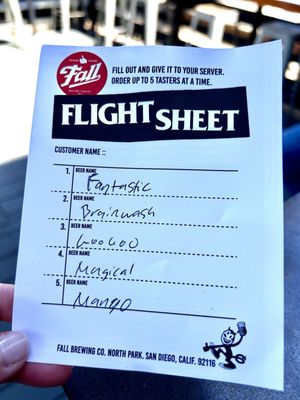 Fall
FILL OUT AND GIVE IT TO YOUR SERVER.
ORDER UP TO 5 TASTERS AT A TIME.
FLIGHT SHEET
CUSTOMER NAME ::
1. BEER NAME
Fantastic
2. BEER NAME
Brainwash
3. BEER NAME
4. BEER NAME
Magical
5. BEER NAME
Mango
FALL BREWING CO. NORTH PARK. SAN DIEGO, CALIF. 92116